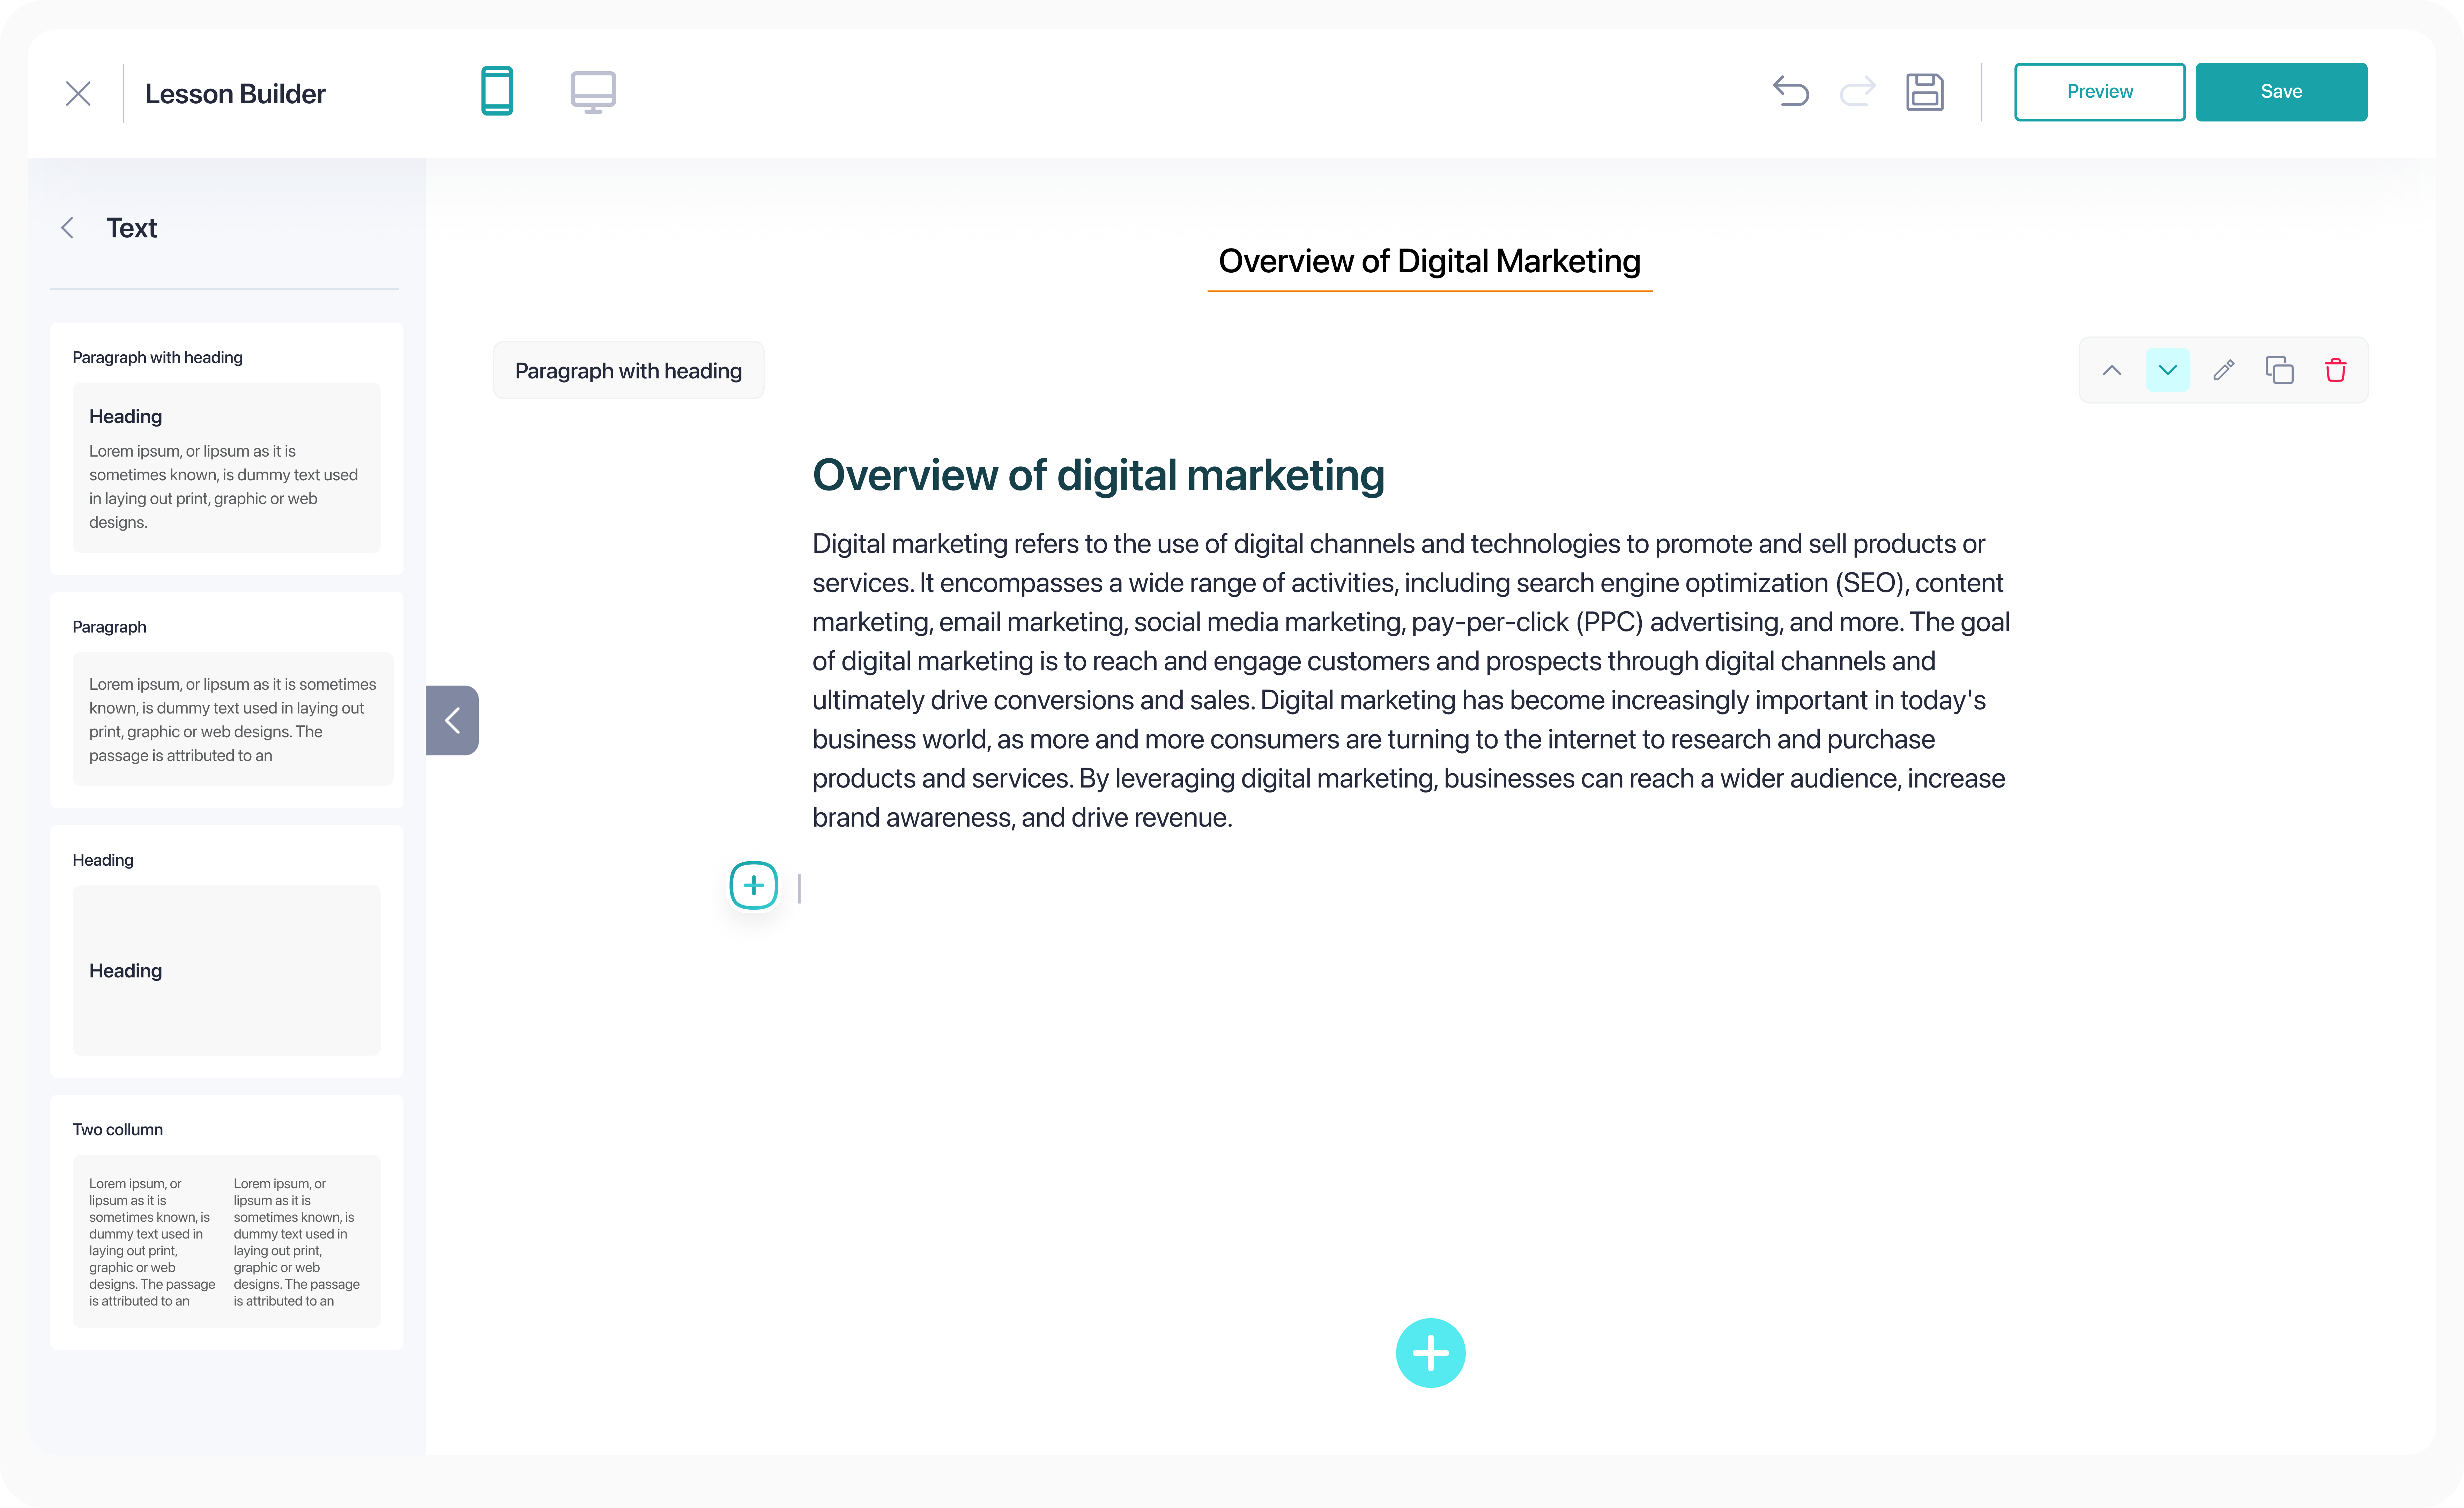 Lesson Builder
Preview
Save
Text
Paragraph with heading
Heading
Lorem ipsum, or lipsum as it is
sometimes known, is dummy text used
in laying out print, graphic or web
designs.
Paragraph
Lorem ipsum, or lipsum as it is sometimes
known, is dummy text used in laying out
print, graphic or web designs. The
passage is attributed to an
Heading
Heading
Two collumn
Lorem ipsum, or
lipsum as it is
sometimes known, is
dummy text used in
laying out print,
graphic or web
designs. The passage
is attributed to an
Lorem ipsum, or
lipsum as it is
sometimes known, is
dummy text used in
laying out print,
graphic or web
designs. The passage
is attributed to an
Overview of Digital Marketing
Paragraph with heading
Overview of digital marketing
Digital marketing refers to the use of digital channels and technologies to promote and sell products or
services. It encompasses a wide range of activities, including search engine optimization (SEO), content
marketing, email marketing, social media marketing, pay-per-click (PPC) advertising, and more. The goal
of digital marketing is to reach and engage customers and prospects through digital channels and
ultimately drive conversions and sales. Digital marketing has become increasingly important in today's
business world, as more and more consumers are turning to the internet to research and purchase
products and services. By leveraging digital marketing, businesses can reach a wider audience, increase
brand awareness, and drive revenue.